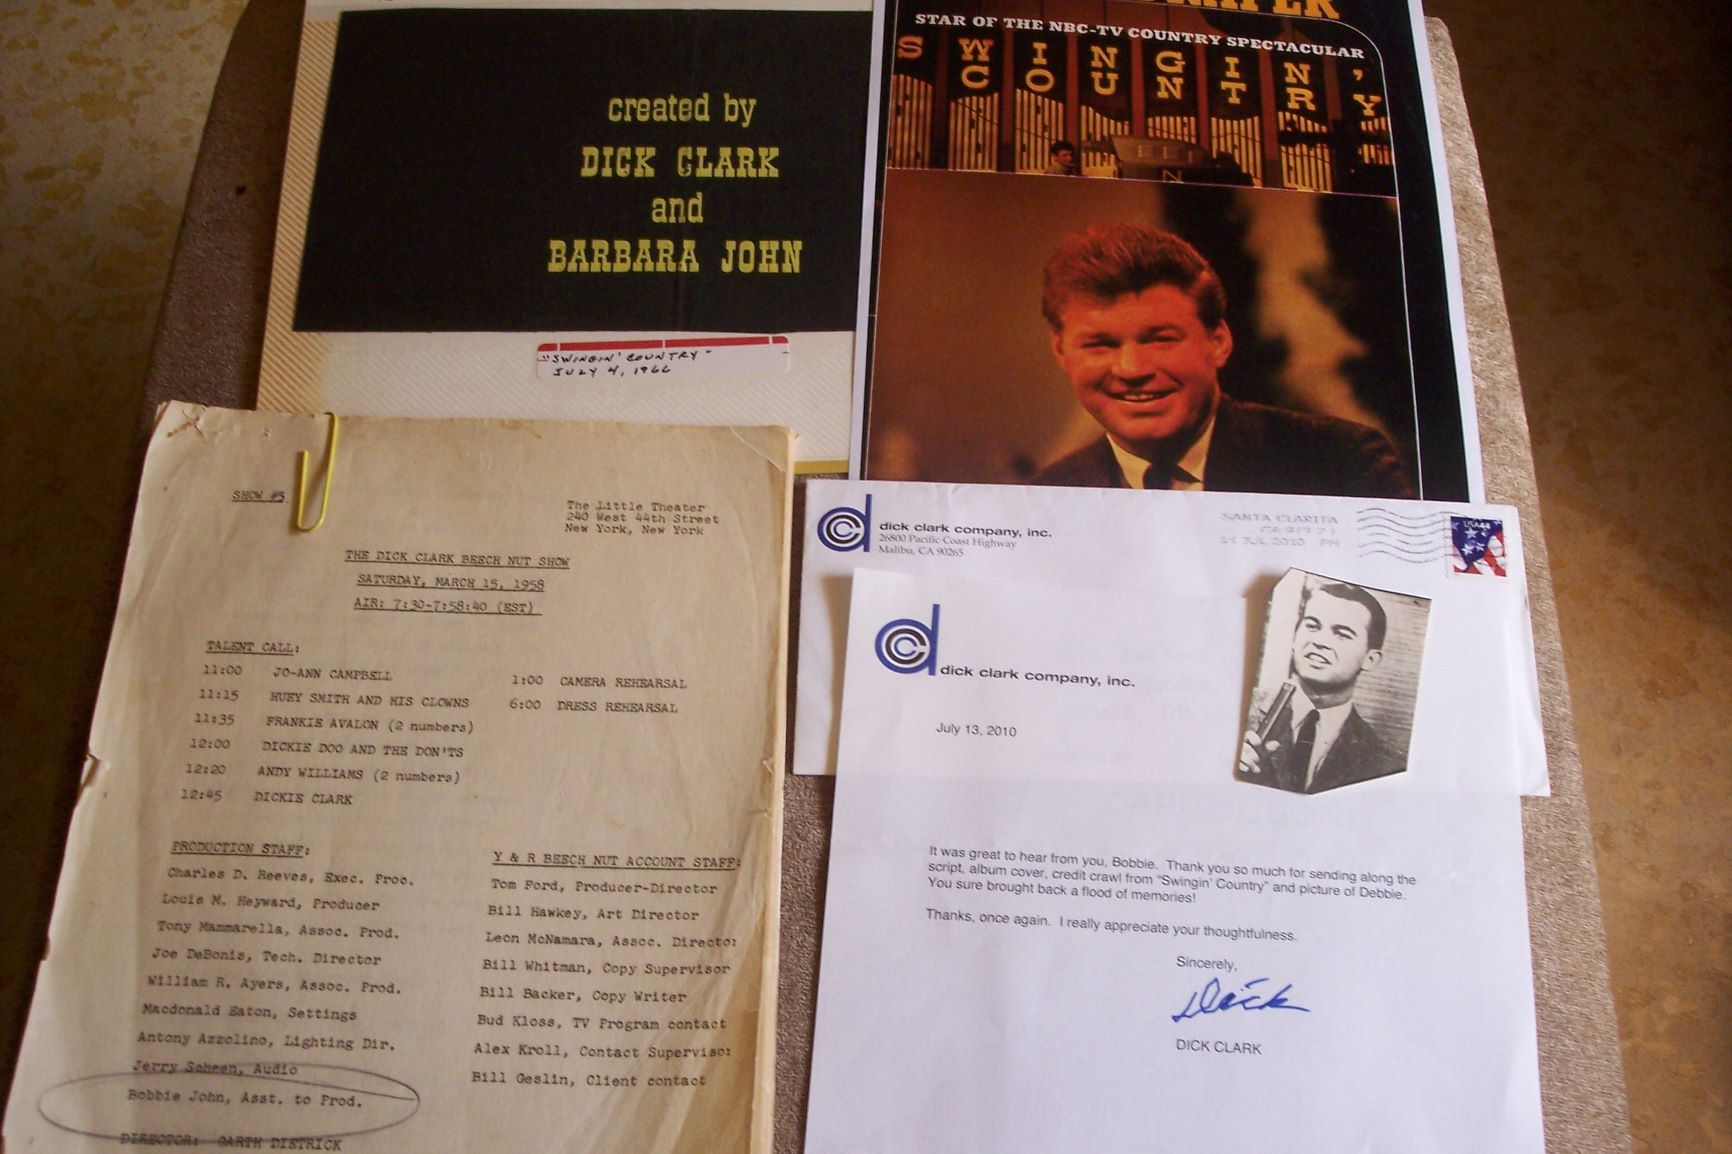 created by
DICK CLARK
and
BARBARA JOHN
"SWINGIN' COUNTRY"
JULY 4, 1966
STAR OF THE NBC-TV COUNTRY SPECTACULAR
SWINGIN'
COUNTRY
SHOW #5
The Little Theater
240 West 44th Street
New York, New York
THE DICK CLARK BEECH NUT SHOW
SATURDAY, MARCH 15, 1958
AIR: 7:30-7:58:40 (EST)
TALENT CALL:
11:00 JO-ANN CAMPBELL
11:15 HUEY SMITH AND HIS CLOWNS
11:35 FRANKIE AVALON (2 numbers)
12:00 DICKIE DOO AND THE DON'TS
12:20 ANDY WILLIAMS (2 numbers)
12:45 DICKIE CLARK
1:00 CAMERA REHEARSAL
6:00 DRESS REHEARSAL
PRODUCTION STAFF:
Charles D. Reeves, Exec. Proc.
Louis M. Heyward, Producer
Tony Mammarella, Assoc. Prod.
Joe DeBonis, Tech. Director
William R. Ayers, Assoc. Prod.
Macdonald Eaton, Settings
Antony Azzolino, Lighting Dir.
Jerry Scheen, Audio
Bobbie John, Asst. to Prod.
DIRECTOR: GARTH DIETRICK
Y & R BEECH NUT ACCOUNT STAFF:
Tom Ford, Producer-Director
Bill Hawkey, Art Director
Leon McNamara, Assoc. Director
Bill Whitman, Copy Supervisor
Bill Backer, Copy Writer
Bud Kloss, TV Program contact
Alex Kroll, Contact Supervisor
Bill Geslin, Client contact
dick clark company, inc.
26800 Pacific Coast Highway
Malibu, CA 90265
SANTA CLARITA
14 JUL 2010 PM
USA 44
dick clark company, inc.
July 13, 2010
It was great to hear from you, Bobbie. Thank you so much for sending along the
script, album cover, credit crawl from "Swingin' Country" and picture of Debbie.
You sure brought back a flood of memories!
Thanks, once again. I really appreciate your thoughtfulness.
Sincerely,
Dick
DICK CLARK